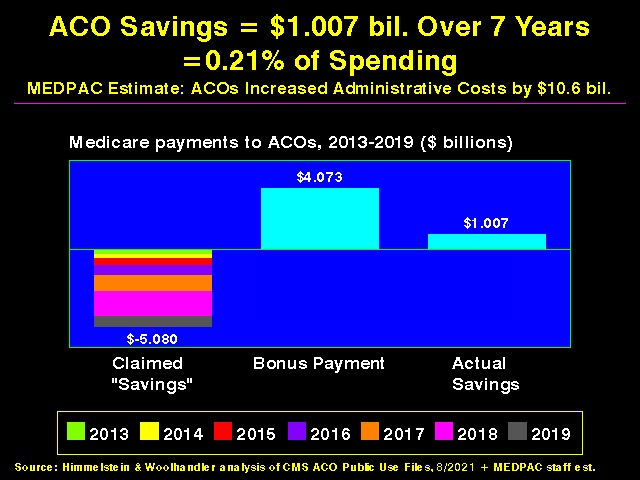 ACO Savings = $1.007 bil. Over 7 Years
=0.21% of Spending
MEDPAC Estimate: ACOs Increased Administrative Costs by $10.6 bil.
Medicare payments to ACOs, 2013-2019 ($ billions)
$4.073
$1.007
$-5.080
Claimed "Savings"
Bonus Payment
Actual Savings
2013 2014 2015 2016 2017 2018 2019
Source: Himmelstein & Woolhandler analysis of CMS ACO Public Use Files, 8/2021 + MEDPAC staff est.